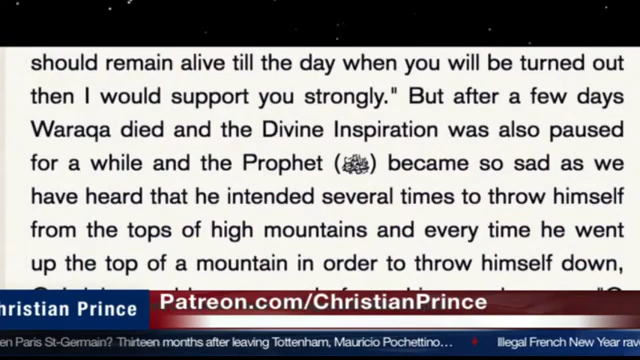 should remain alive till the day when you will be turned out
then I would support you strongly." But after a few days
Waraqa died and the Divine Inspiration was also paused
for a while and the Prophet (ﷺ) became so sad as we
have heard that he intended several times to throw himself
from the tops of high mountains and every time he went
up the top of a mountain in order to throw himself down,
Christian Prince
Patreon.com/ChristianPrince
en Paris St-Germain? Thirteen months after leaving Tottenham, Mauricio Pochettino… Illegal French New Year rav